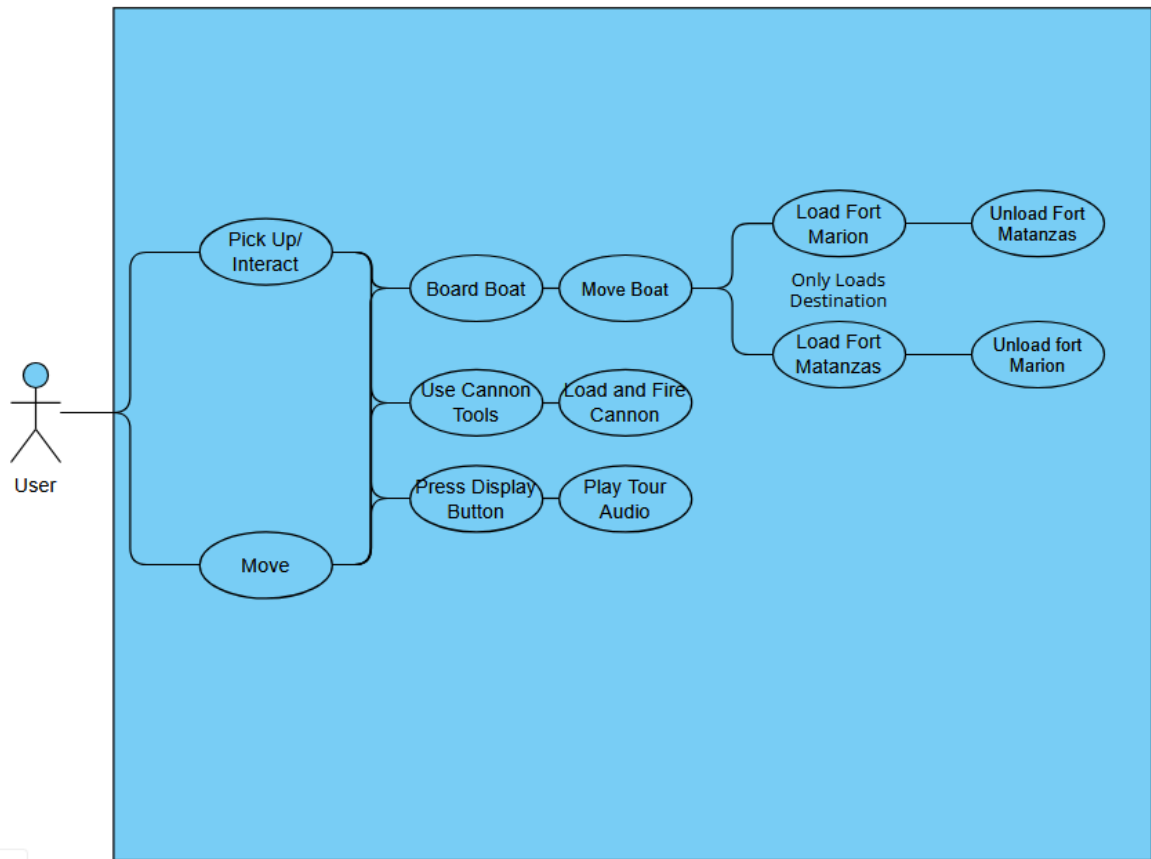 User
Pick Up/
Interact
Move
Board Boat
Move Boat
Use Cannon
Tools
Load and Fire
Cannon
Press Display
Button
Play Tour
Audio
Load Fort
Marion
Unload Fort
Matanzas
Only Loads
Destination
Load Fort
Matanzas
Unload fort
Marion